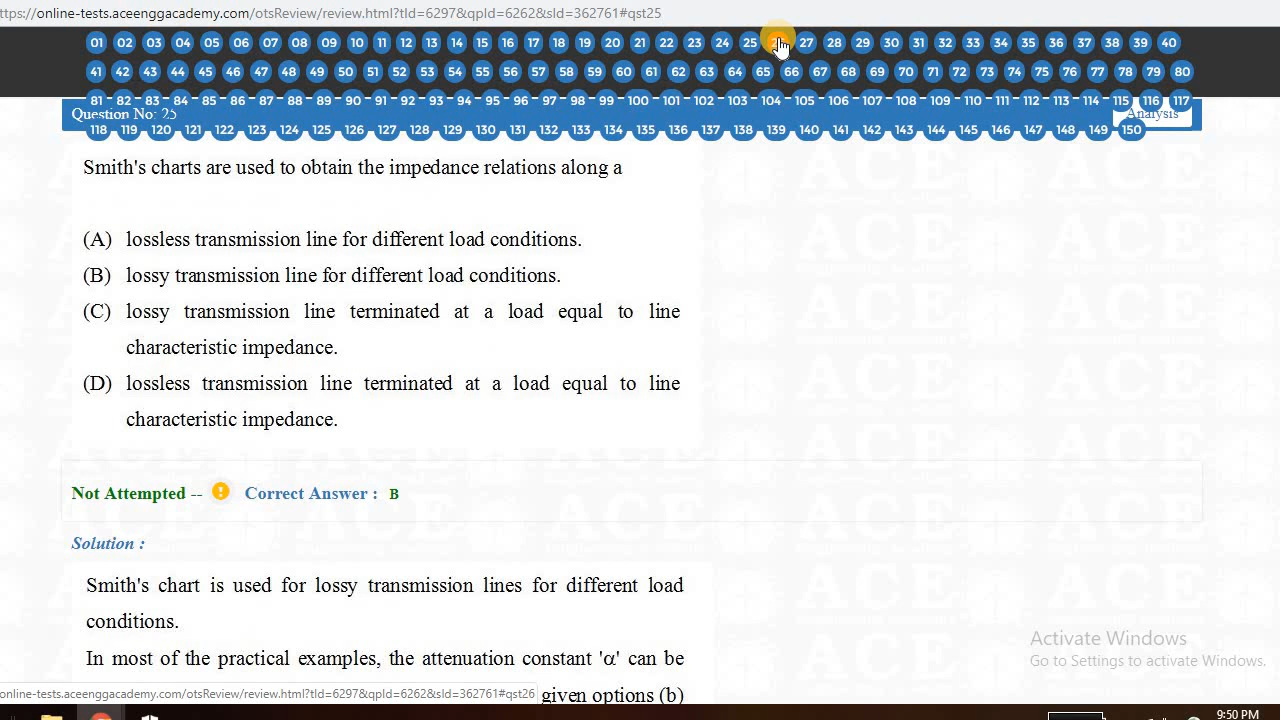 ttps://online-tests.aceenggacademy.com/otsReview/review.html?tId=6297&qpId=6262&sId=362761#qst25
01 02 03 04 05 06 07 08 09 10 11 12 13 14 15 16 17 18 19 20 21 22 23 24 25 27 28 29 30 31 32 33 34 35 36 37 38 39 40
41 42 43 44 45 46 47 48 49 50 51 52 53 54 55 56 57 58 59 60 61 62 63 64 65 66 67 68 69 70 71 72 73 74 75 76 77 78 79 80
81 82 83 84 85 86 87 88 89 90 91 92 93 94 95 96 97 98 99 100 101 102 103 104 105 106 107 108 109 110 111 112 113 114 115 116 117
Question No: 25 Analysis
118 119 120 121 122 123 124 125 126 127 128 129 130 131 132 133 134 135 136 137 138 139 140 141 142 143 144 145 146 147 148 149 150
Smith's charts are used to obtain the impedance relations along a
(A) lossless transmission line for different load conditions.
(B) lossy transmission line for different load conditions.
(C) lossy transmission line terminated at a load equal to line
characteristic impedance.
(D) lossless transmission line terminated at a load equal to line
characteristic impedance.
Not Attempted -- Correct Answer : B
Solution :
Smith's chart is used for lossy transmission lines for different load
conditions.
In most of the practical examples, the attenuation constant 'α' can be
given options (b)
Activate Windows
Go to Settings to activate Windows.
online-tests.aceenggacademy.com/otsReview/review.html?tId=6297&qpId=6262&sId=362761#qst26
9:50 PM